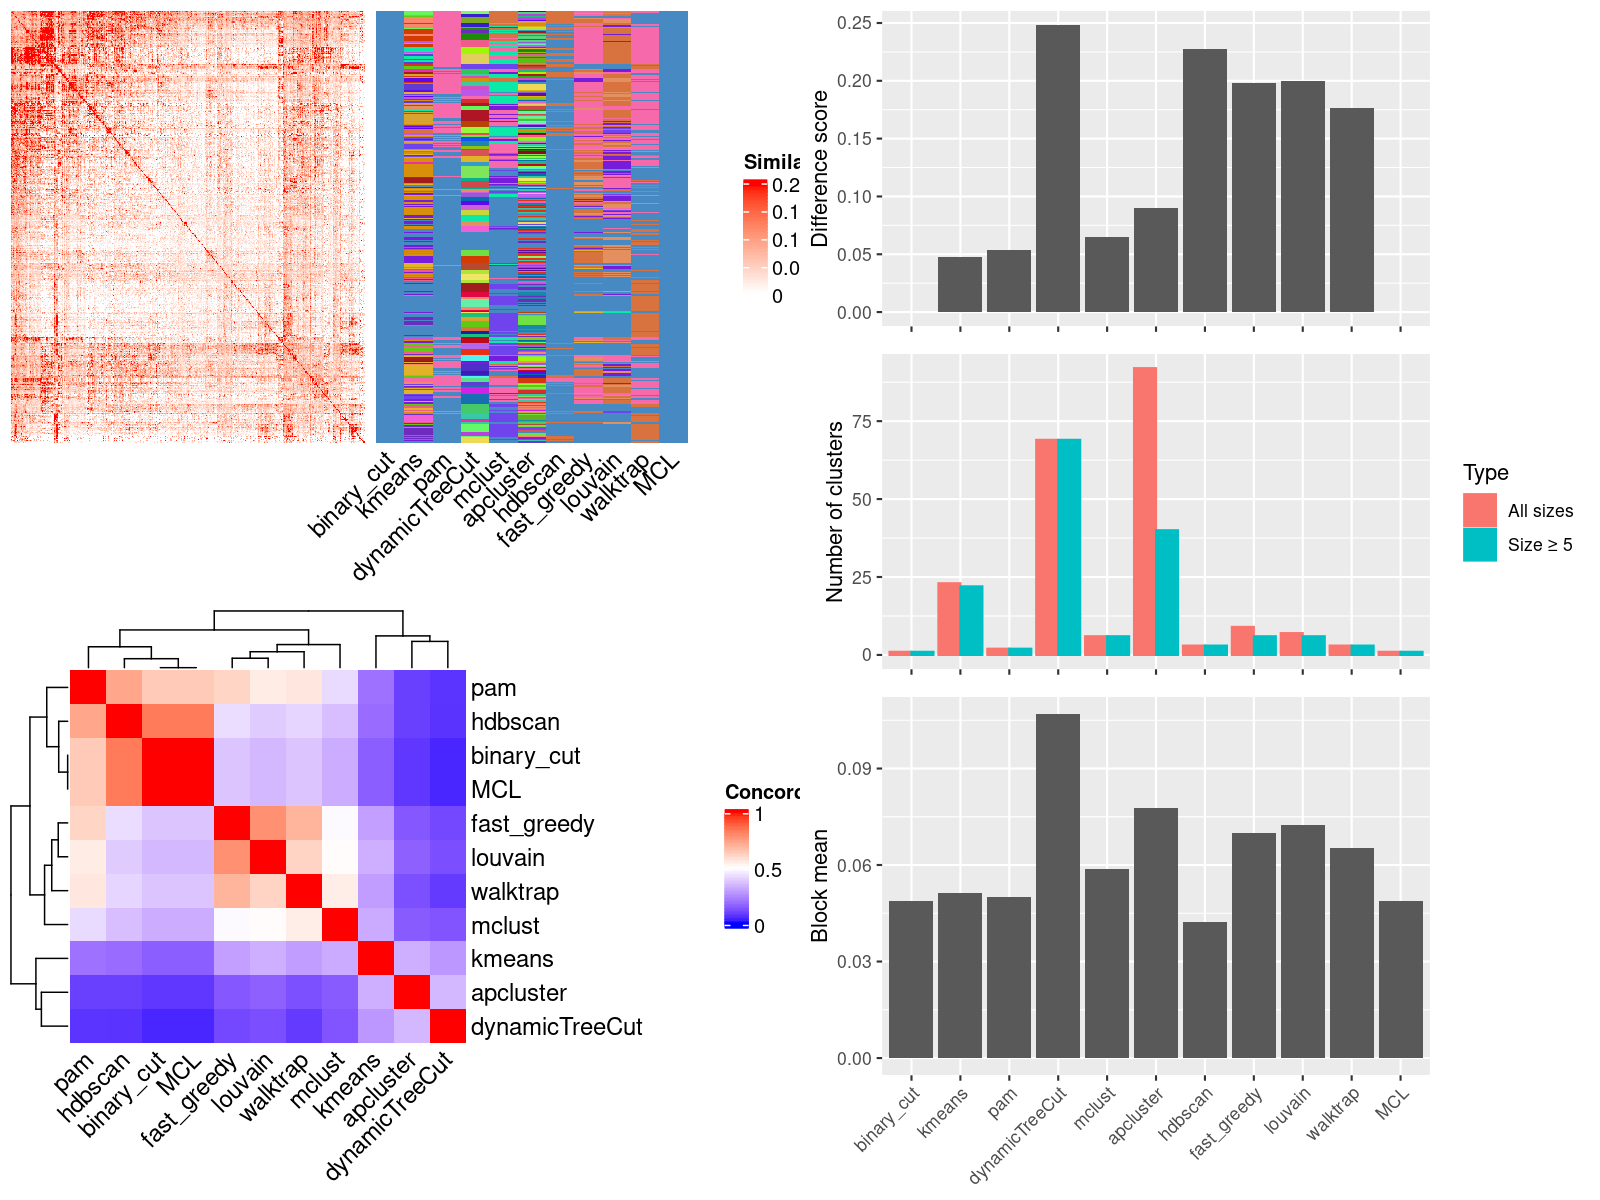 Simila
0.2
0.1
0.1
0.0
0
binary_cut
kmeans
pam
dynamicTreeCut
mclust
apcluster
hdbscan
fast_greedy
louvain
walktrap
MCL
pam
hdbscan
binary_cut
MCL
fast_greedy
louvain
walktrap
mclust
kmeans
apcluster
dynamicTreeCut
pam
hdbscan
binary_cut
MCL
fast_greedy
louvain
walktrap
mclust
kmeans
apcluster
dynamicTreeCut
Concord
1
0.5
0
Difference score
0.25
0.20
0.15
0.10
0.05
0.00
Number of clusters
75
50
25
0
Type
All sizes
Size ≥ 5
Block mean
0.09
0.06
0.03
0.00
binary_cut
kmeans
pam
dynamicTreeCut
mclust
apcluster
hdbscan
fast_greedy
louvain
walktrap
MCL